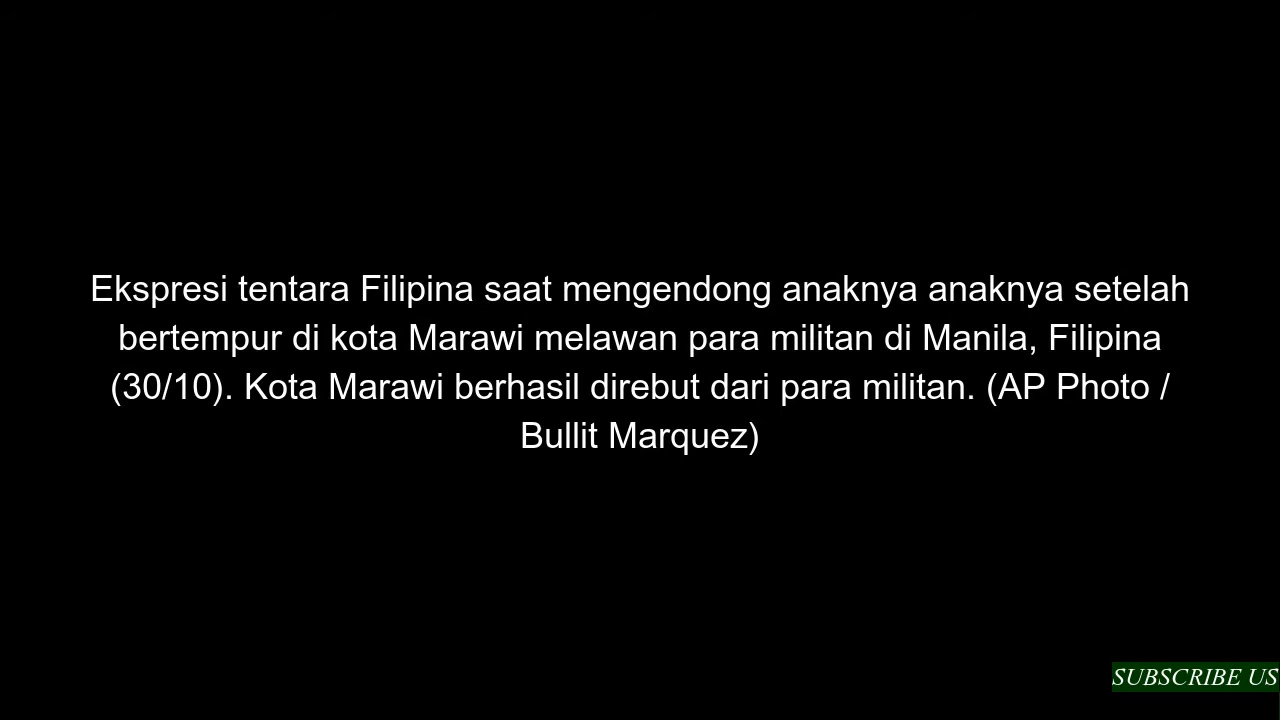 Ekspresi tentara Filipina saat mengendong anaknya anaknya setelah
bertempur di kota Marawi melawan para militan di Manila, Filipina
(30/10). Kota Marawi berhasil direbut dari para militan. (AP Photo /
Bullit Marquez)
SUBSCRIBE US